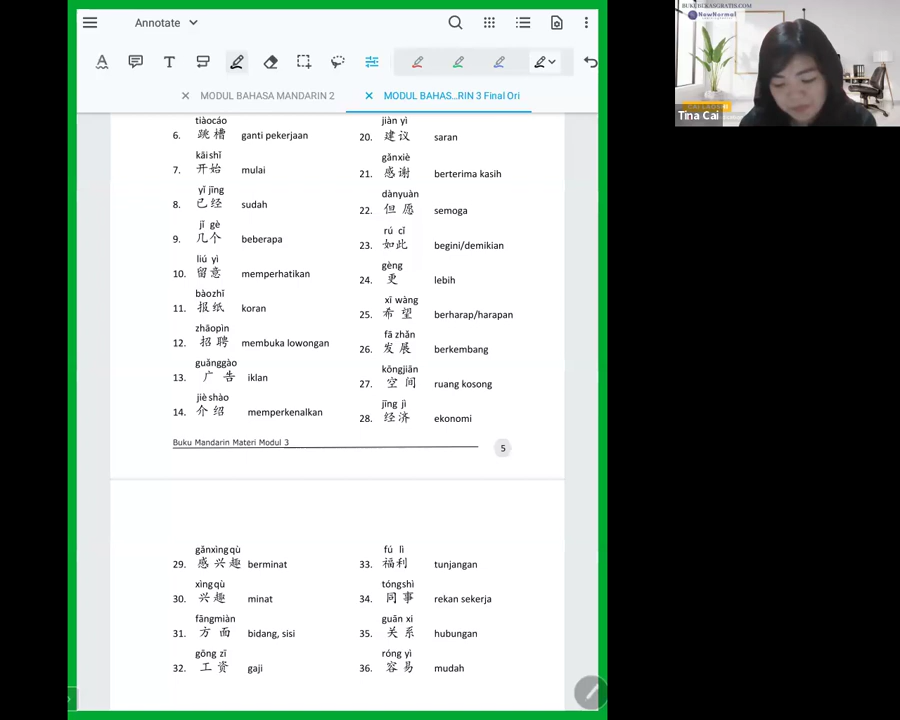 Annotate
MODUL BAHASA MANDARIN 2
MODUL BAHAS...RIN 3 Final Ori
tiàocáo
6. 跳槽 ganti pekerjaan
kāishǐ
7. 开始 mulai
yǐ jīng
8. 已经 sudah
jǐ gè
9. 几个 beberapa
liú yì
10. 留意 memperhatikan
bàozhǐ
11. 报纸 koran
zhāopìn
12. 招聘 membuka lowongan
guǎnggào
13. 广告 iklan
jiè shào
14. 介绍 memperkenalkan
jiàn yì
20. 建议 saran
gǎnxiè
21. 感谢 berterima kasih
dànyuàn
22. 但愿 semoga
rú cǐ
23. 如此 begini/demikian
gèng
24. 更 lebih
xī wàng
25. 希望 berharap/harapan
fā zhǎn
26. 发展 berkembang
kōngjiān
27. 空间 ruang kosong
jīng jì
28. 经济 ekonomi
Buku Mandarin Materi Modul 3
5
gǎnxìngqù
29. 感兴趣 berminat
xìngqù
30. 兴趣 minat
fāngmiàn
31. 方面 bidang, sisi
gōng zī
32. 工资 gaji
fú lì
33. 福利 tunjangan
tóngshì
34. 同事 rekan sekerja
guān xi
35. 关系 hubungan
róng yì
36. 容易 mudah
BUKUBEKASGRATIS.COM
NewNormal
Tina Cai